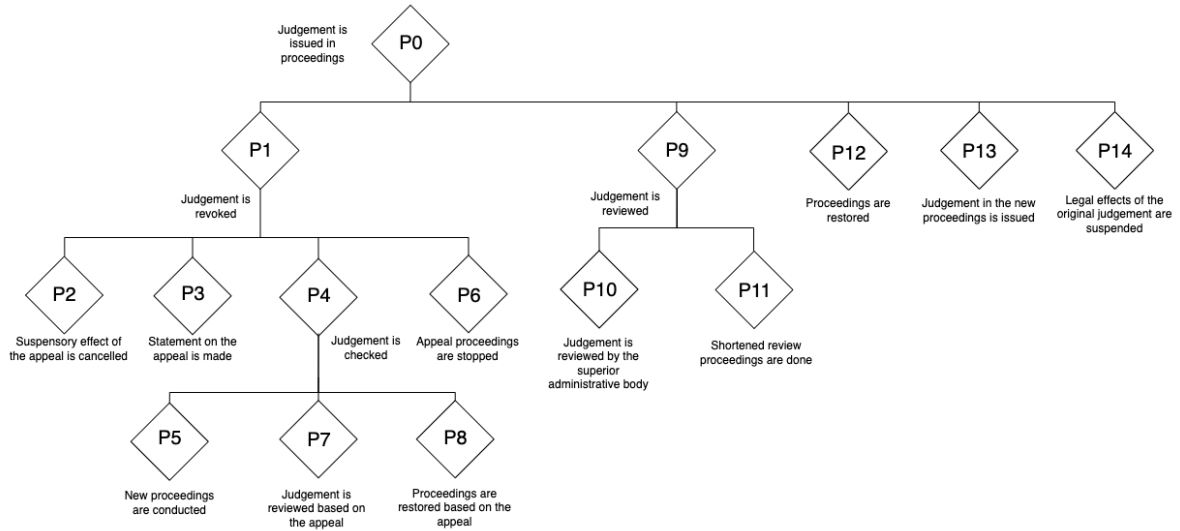 Judgement is
issued in
proceedings
P0
P1
Judgement is
revoked
P9
Judgement is
reviewed
P12
Proceedings are
restored
P13
Judgement in the new
proceedings is issued
P14
Legal effects of the
original judgement are
suspended
P2
Suspensory effect of
the appeal is cancelled
P3
Statement on the
appeal is made
P4
Judgement is
checked
P6
Appeal proceedings
are stopped
P10
Judgement is
reviewed by the
superior
administrative body
P11
Shortened review
proceedings are done
P5
New proceedings
are conducted
P7
Judgement is
reviewed based on
the appeal
P8
Proceedings are
restored based on the
appeal